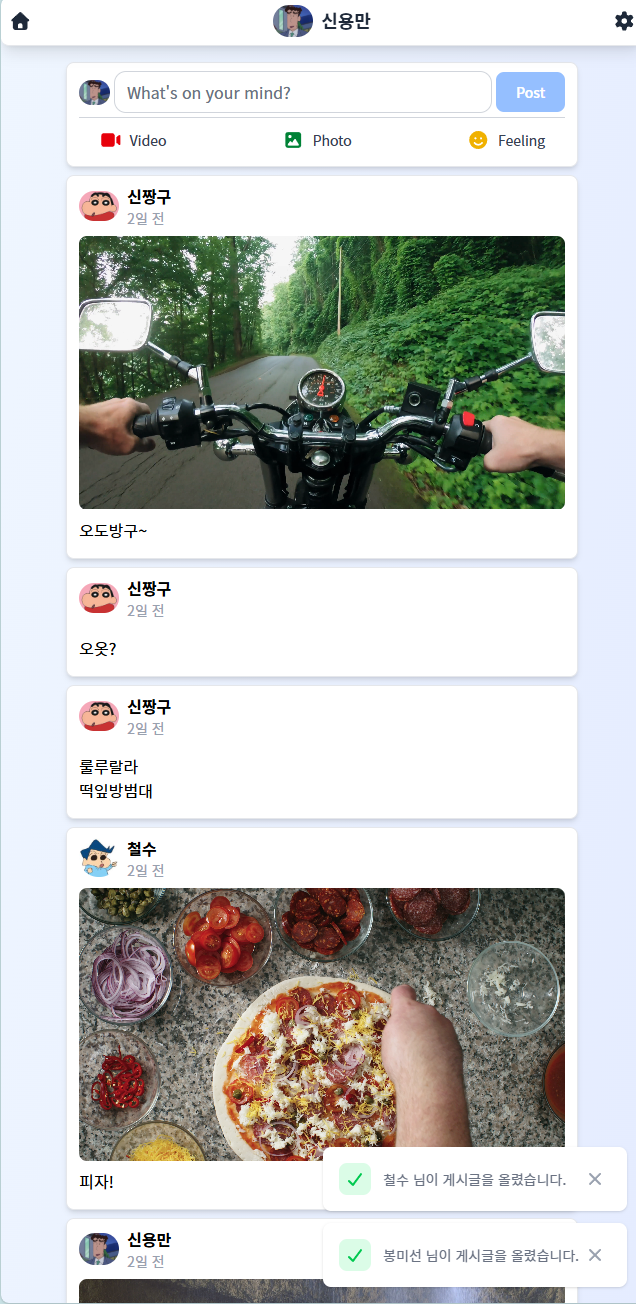 신용만
What's on your mind?
Post
Video
Photo
Feeling
신짱구
2일 전
오도방구~
신짱구
2일 전
오옷?
신짱구
2일 전
룰루랄라
떡잎방범대
철수
2일 전
피자!
철수 님이 게시글을 올렸습니다.
신용만
2일 전
봉미선 님이 게시글을 올렸습니다.